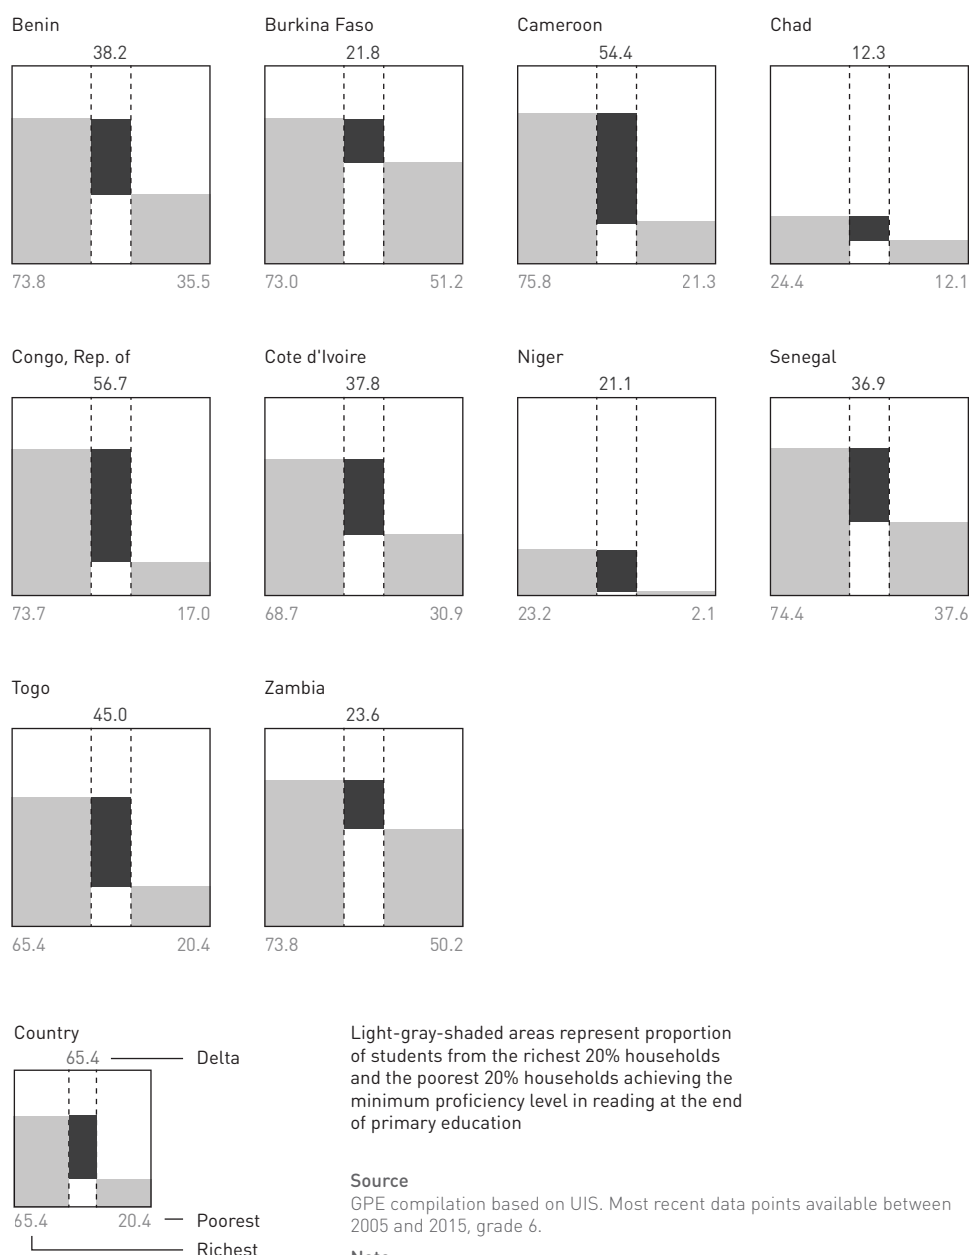 Benin
Burkina Faso
Cameroon
Chad
38.2
21.8
54.4
12.3
73.8
35.5
73.0
51.2
75.8
21.3
24.4
12.1
Congo, Rep. of
Cote d'Ivoire
Niger
Senegal
56.7
37.8
21.1
36.9
73.7
17.0
68.7
30.9
23.2
2.1
74.4
37.6
Togo
Zambia
45.0
23.6
65.4
20.4
73.8
50.2
Country
65.4
Delta
65.4
20.4
Poorest
Richest
Light-gray-shaded areas represent proportion
of students from the richest 20% households
and the poorest 20% households achieving the
minimum proficiency level in reading at the end
of primary education
Source
GPE compilation based on UIS. Most recent data points available between
2005 and 2015, grade 6.